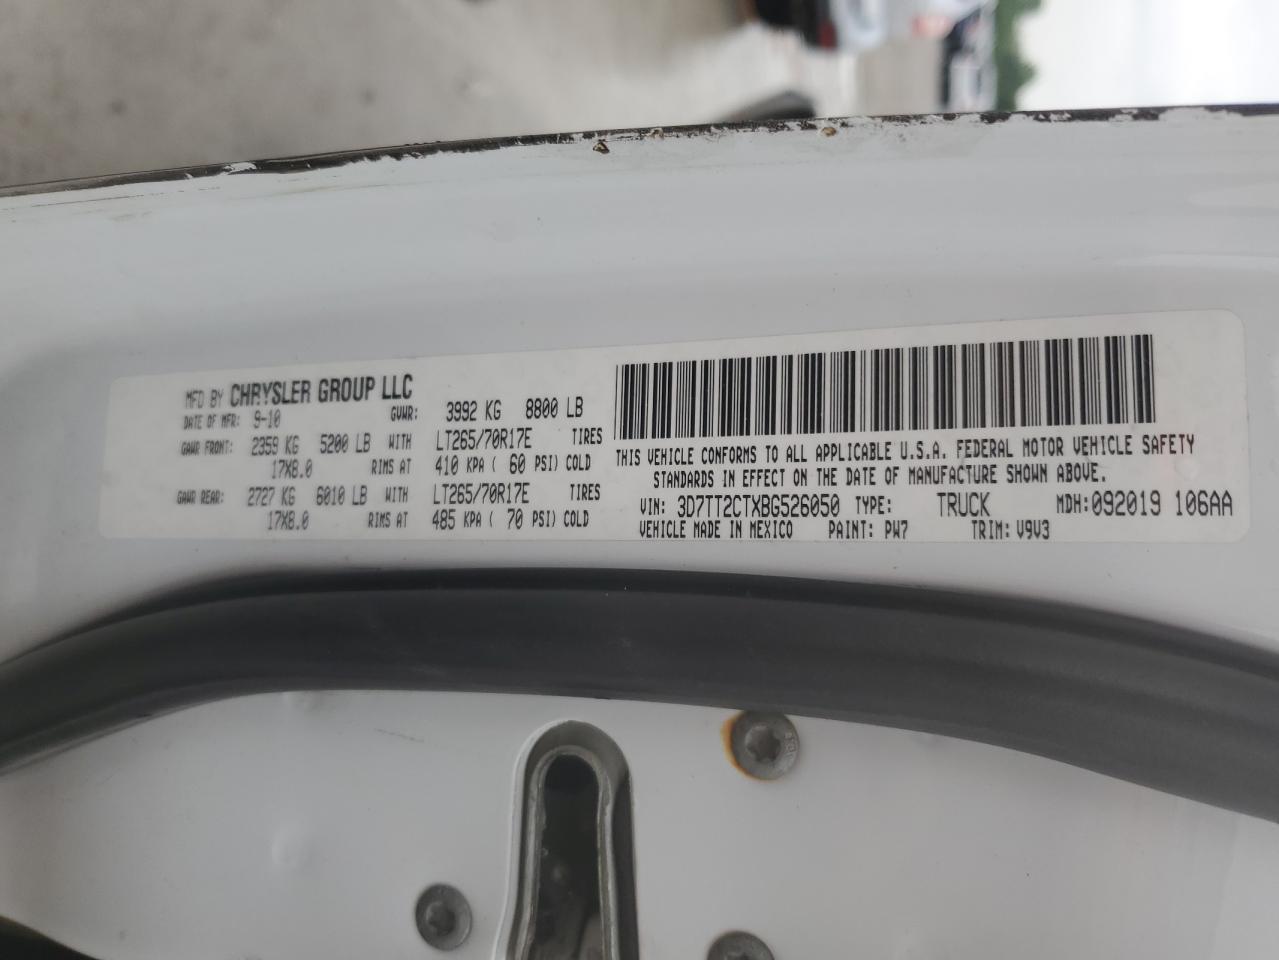 MFD BY CHRYSLER GROUP LLC
DATE OF MFR: 9-10 GVWR: 3992 KG 8800 LB
GAWR FRONT: 2359 KG 5200 LB WITH LT265/70R17E TIRES
17X8.0 RIMS AT 410 KPA ( 60 PSI) COLD
GAWR REAR: 2727 KG 6010 LB WITH LT265/70R17E TIRES
17X8.0 RIMS AT 485 KPA ( 70 PSI) COLD
THIS VEHICLE CONFORMS TO ALL APPLICABLE U.S.A. FEDERAL MOTOR VEHICLE SAFETY
STANDARDS IN EFFECT ON THE DATE OF MANUFACTURE SHOWN ABOVE.
VIN: 3D7TT2CTXBG526050 TYPE: TRUCK MDH:092019 106AA
VEHICLE MADE IN MEXICO PAINT: PW7 TRIM: V9V3